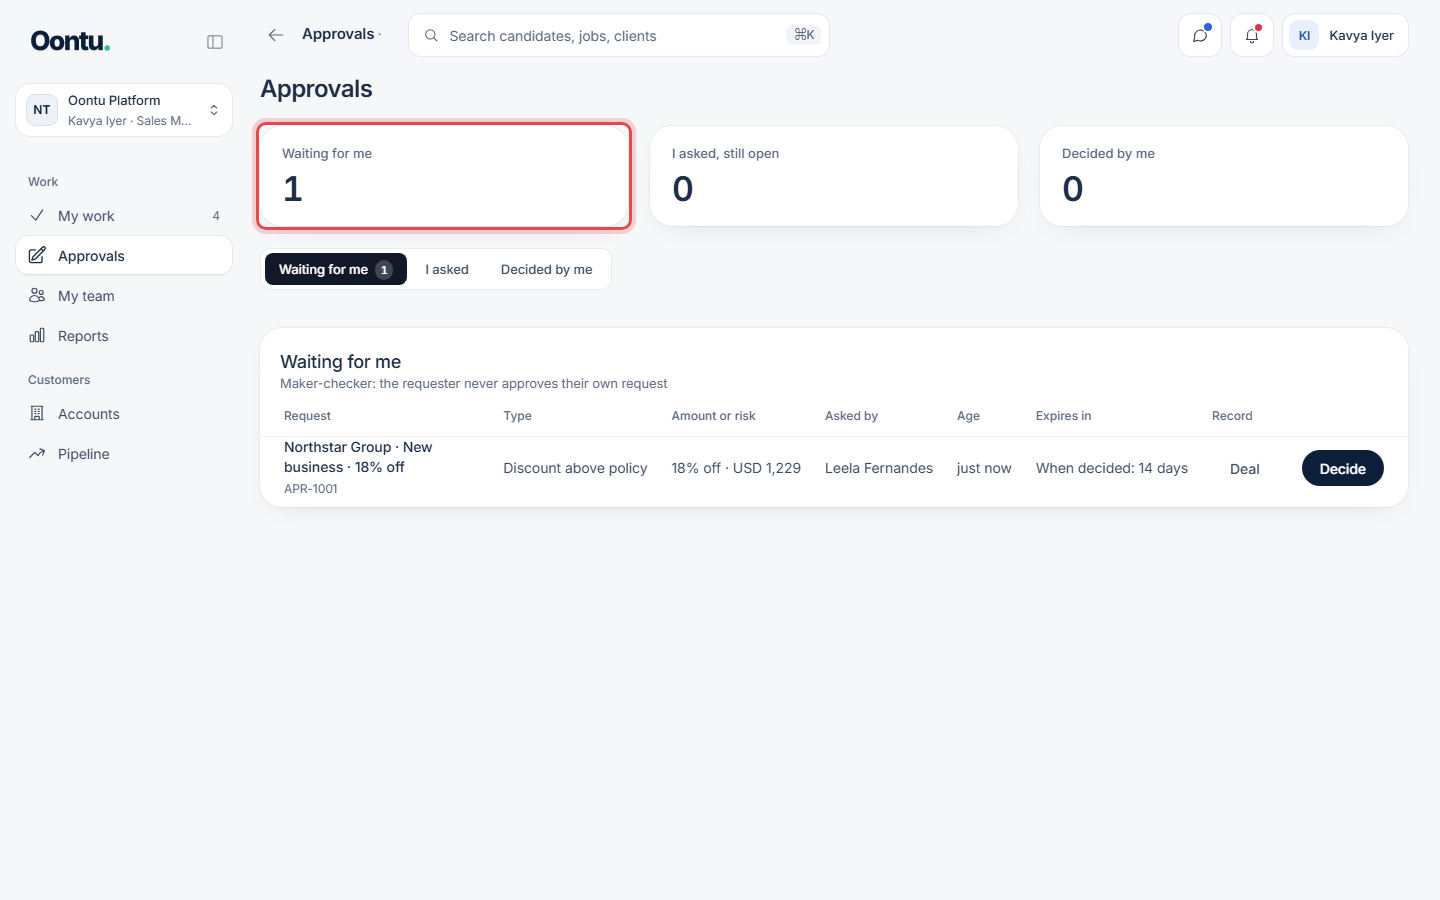 Oontu.
NT
Oontu Platform
Kavya Iyer · Sales M...
Work
My work
4
Approvals
My team
Reports
Customers
Accounts
Pipeline
Approvals ·
Search candidates, jobs, clients
⌘K
KI
Kavya Iyer
Approvals
Waiting for me
1
I asked, still open
0
Decided by me
0
Waiting for me 1
I asked
Decided by me
Waiting for me
Maker-checker: the requester never approves their own request
Request
Type
Amount or risk
Asked by
Age
Expires in
Record
Northstar Group · New
business · 18% off
APR-1001
Discount above policy
18% off · USD 1,229
Leela Fernandes
just now
When decided: 14 days
Deal
Decide